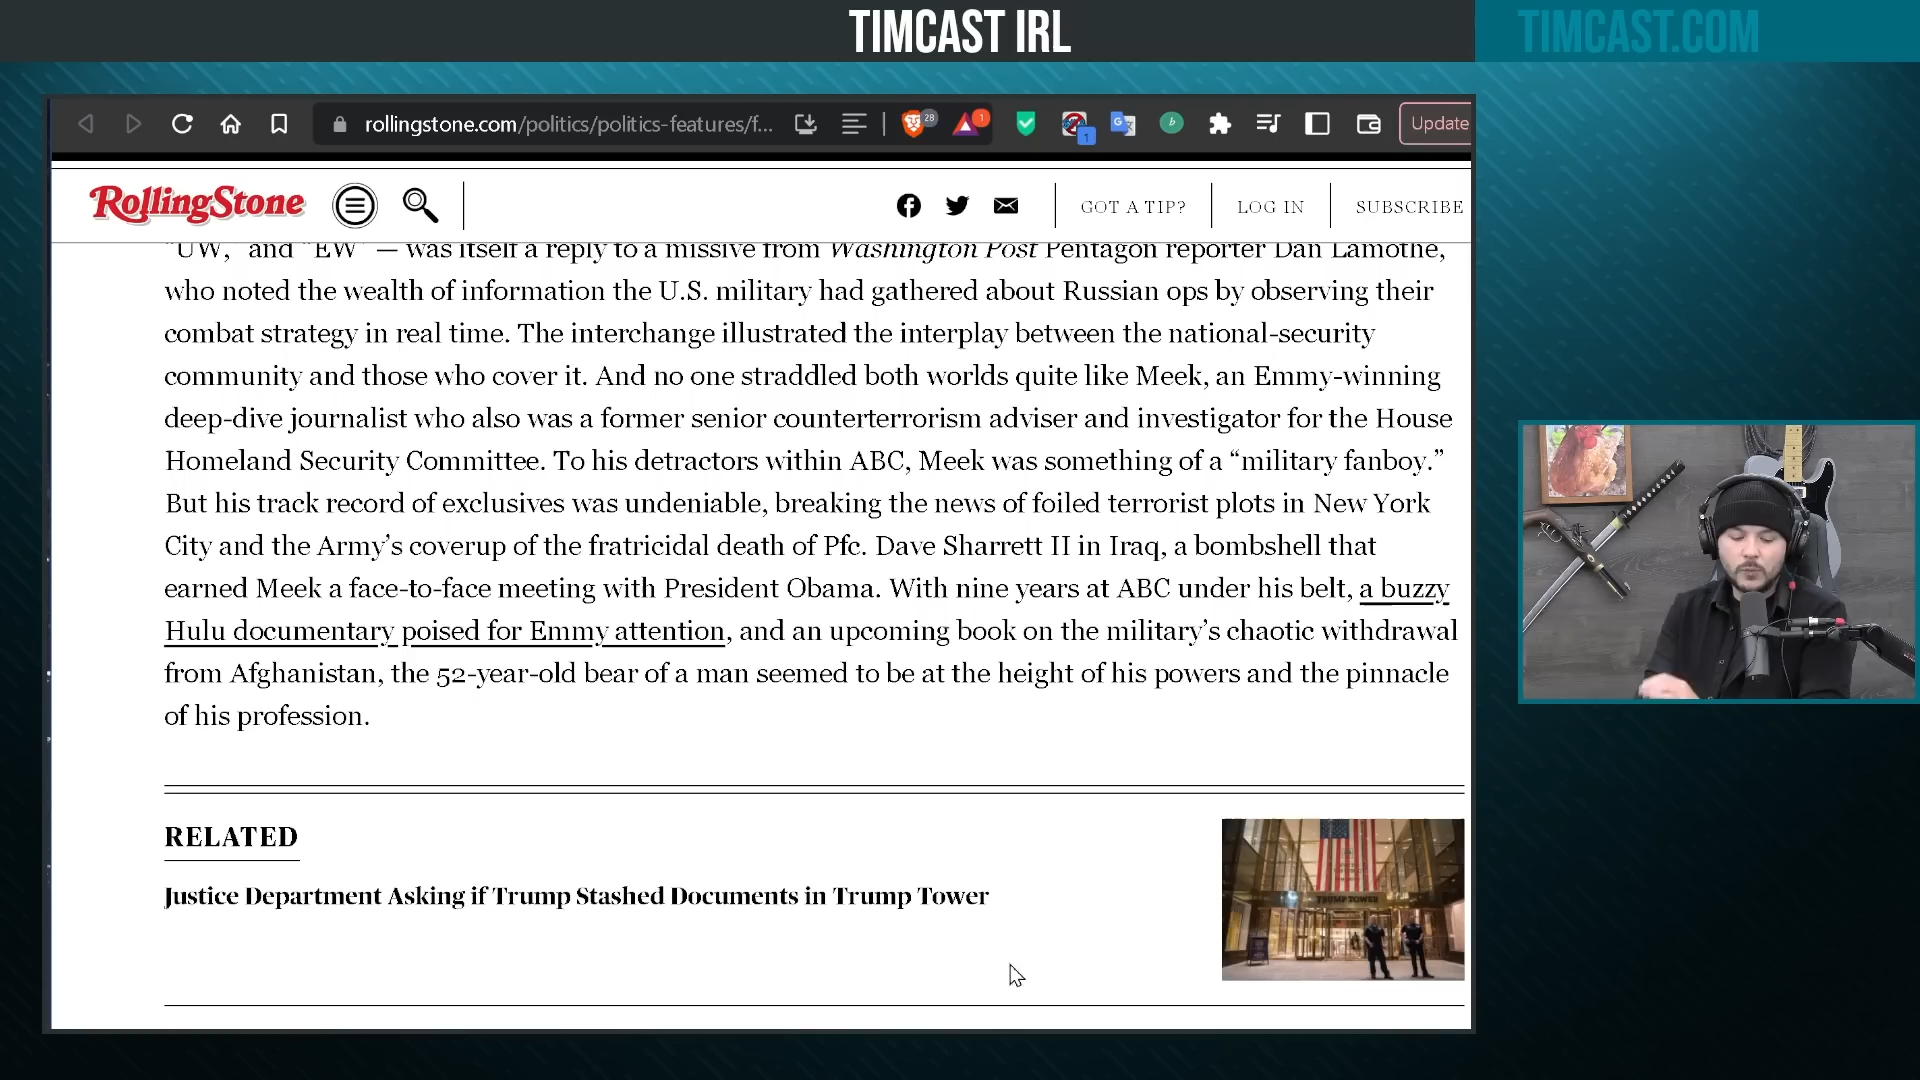 TIMCAST IRL
TIMCAST.COM
rollingstone.com/politics/politics-features/f...
28
1
1
b
Update
RollingStone
GOT A TIP?
LOG IN
SUBSCRIBE
"UW," and "EW" — was itself a reply to a missive from Washington Post Pentagon reporter Dan Lamothe,
who noted the wealth of information the U.S. military had gathered about Russian ops by observing their
combat strategy in real time. The interchange illustrated the interplay between the national-security
community and those who cover it. And no one straddled both worlds quite like Meek, an Emmy-winning
deep-dive journalist who also was a former senior counterterrorism adviser and investigator for the House
Homeland Security Committee. To his detractors within ABC, Meek was something of a “military fanboy.”
But his track record of exclusives was undeniable, breaking the news of foiled terrorist plots in New York
City and the Army’s coverup of the fratricidal death of Pfc. Dave Sharrett II in Iraq, a bombshell that
earned Meek a face-to-face meeting with President Obama. With nine years at ABC under his belt, a buzzy
Hulu documentary poised for Emmy attention, and an upcoming book on the military’s chaotic withdrawal
from Afghanistan, the 52-year-old bear of a man seemed to be at the height of his powers and the pinnacle
of his profession.
RELATED
Justice Department Asking if Trump Stashed Documents in Trump Tower
TRUMP TOWER